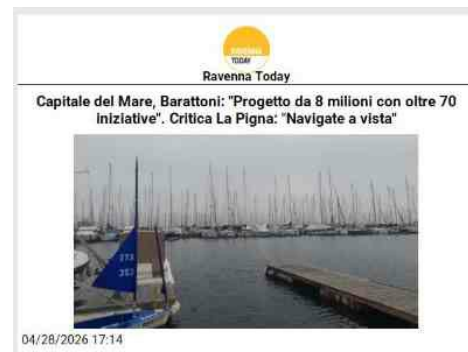 TODAY
Ravenna Today
Capitale del Mare, Barattoni: "Progetto da 8 milioni con oltre 70
iniziative". Critica La Pigna: "Navigate a vista"
04/28/2026 17:14